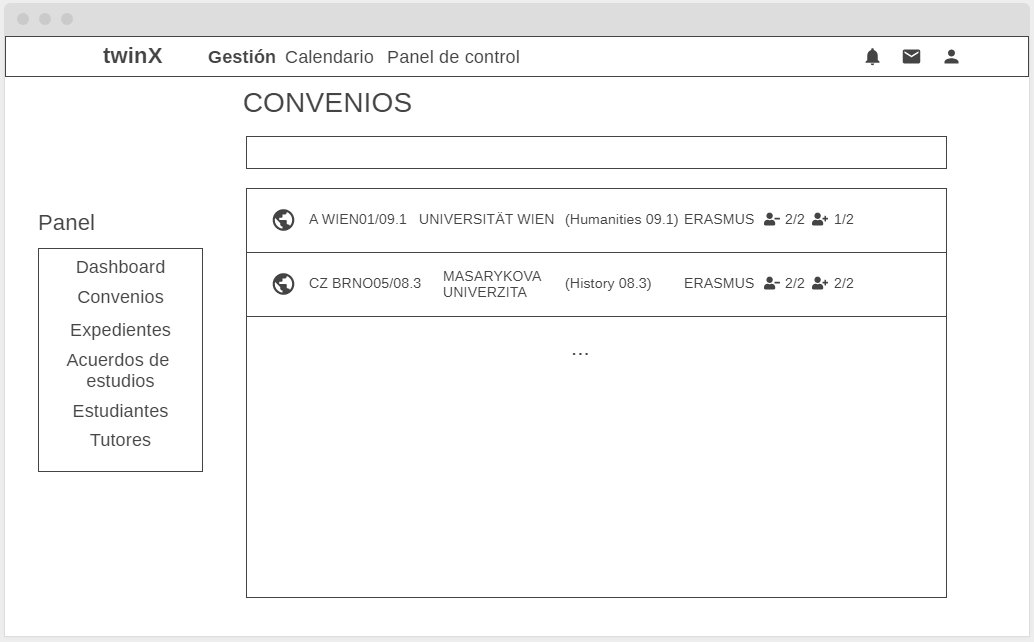 twinX Gestión Calendario Panel de control
CONVENIOS
Panel
Dashboard
Convenios
Expedientes
Acuerdos de
estudios
Estudiantes
Tutores
A WIEN01/09.1 UNIVERSITÄT WIEN (Humanities 09.1) ERASMUS 2/2 1/2
CZ BRNO05/08.3 MASARYKOVA
UNIVERZITA (History 08.3) ERASMUS 2/2 2/2
...